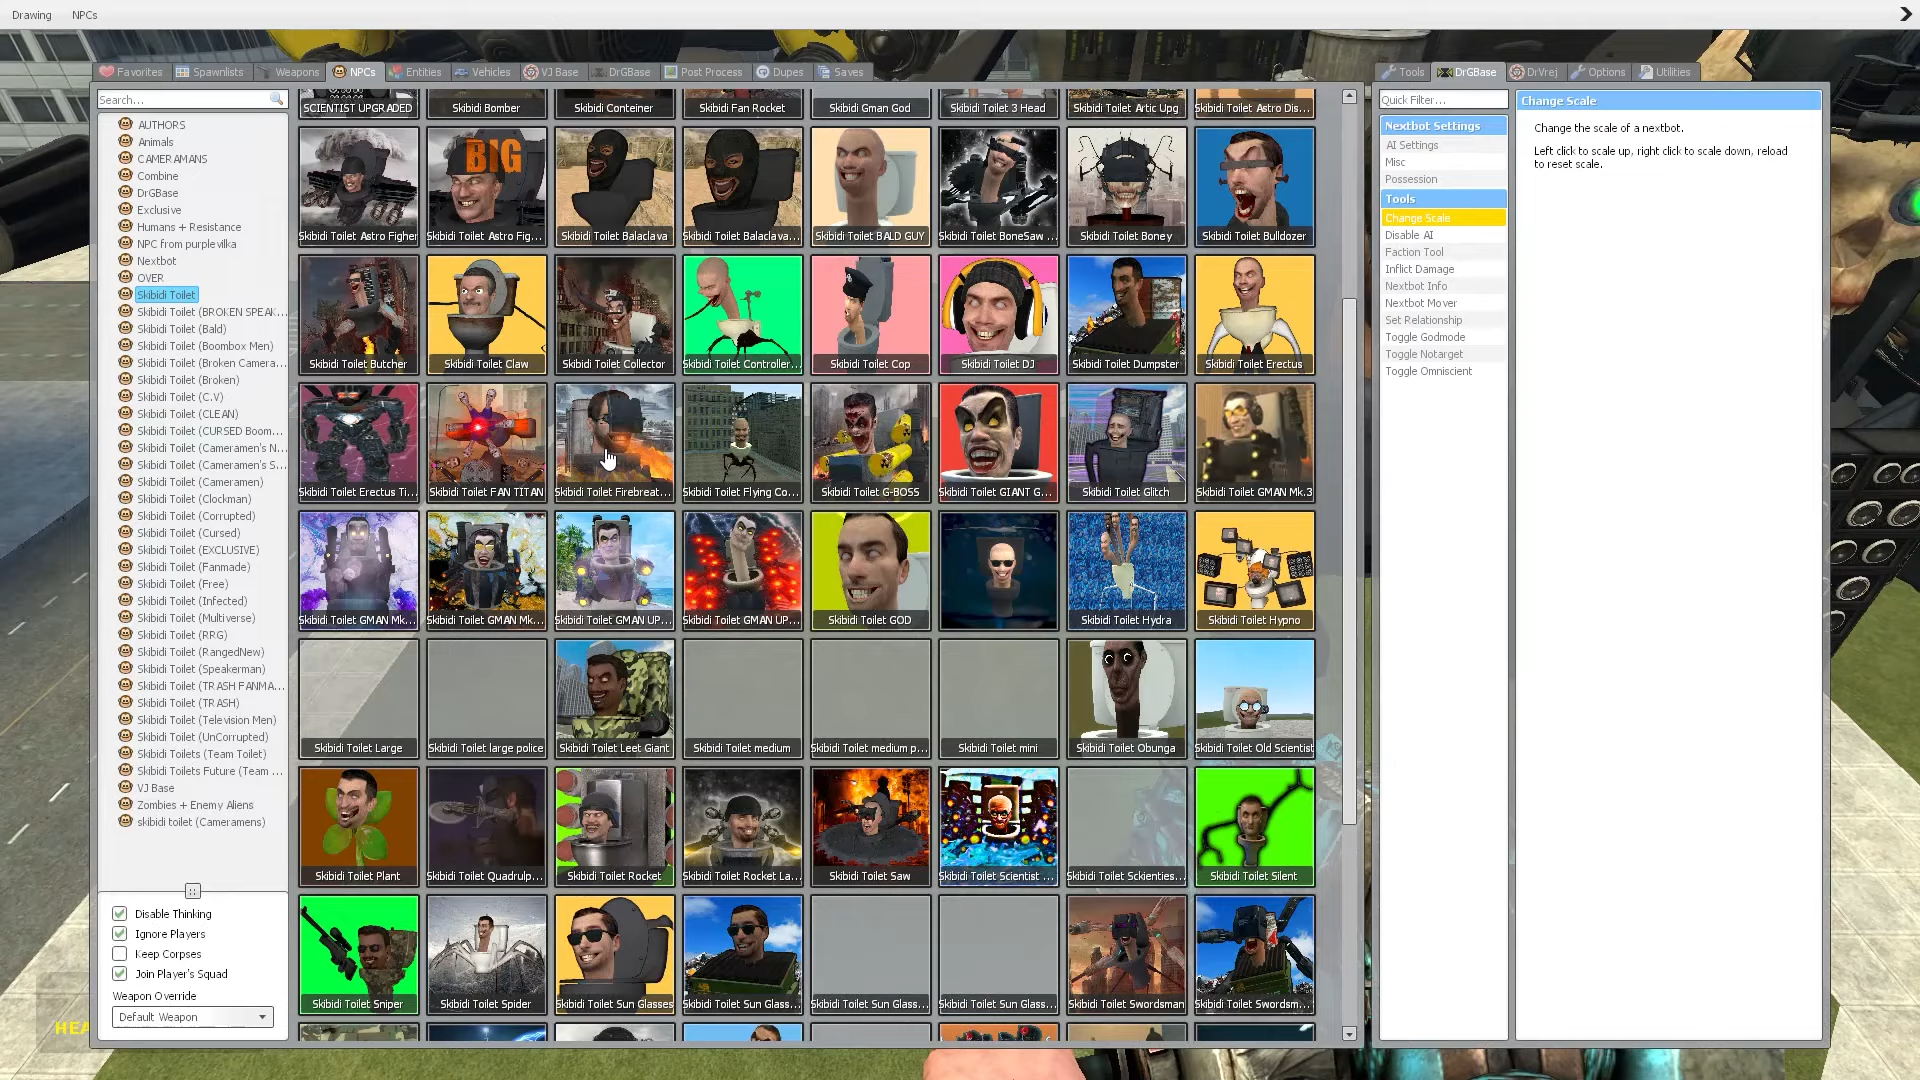 Drawing
NPCs
Favorites
Spawnlists
Weapons
NPCs
Entities
Vehicles
VJ Base
DrGBase
Post Process
Dupes
Saves
Search...
AUTHORS
Animals
CAMERAMANS
Combine
DrGBase
Exclusive
Humans + Resistance
NPC from purplevilka
Nextbot
OVER
Skibidi Toilet
Skibidi Toilet (BROKEN SPEAK...
Skibidi Toilet (Bald)
Skibidi Toilet (Boombox Men)
Skibidi Toilet (Broken Camera...
Skibidi Toilet (Broken)
Skibidi Toilet (C.V)
Skibidi Toilet (CLEAN)
Skibidi Toilet (CURSED Boom...
Skibidi Toilet (Cameramen's N...
Skibidi Toilet (Cameramen's S...
Skibidi Toilet (Cameramen)
Skibidi Toilet (Clockman)
Skibidi Toilet (Corrupted)
Skibidi Toilet (Cursed)
Skibidi Toilet (EXCLUSIVE)
Skibidi Toilet (Fanmade)
Skibidi Toilet (Free)
Skibidi Toilet (Infected)
Skibidi Toilet (Multiverse)
Skibidi Toilet (RRG)
Skibidi Toilet (RangedNew)
Skibidi Toilet (Speakerman)
Skibidi Toilet (TRASH FANMA...
Skibidi Toilet (TRASH)
Skibidi Toilet (Television Men)
Skibidi Toilet (UnCorrupted)
Skibidi Toilets (Team Toilet)
Skibidi Toilets Future (Team ...
VJ Base
Zombies + Enemy Aliens
skibidi toilet (Cameramens)
Disable Thinking
Ignore Players
Keep Corpses
Join Player's Squad
Weapon Override
Default Weapon
HEA
SCIENTIST UPGRADED
Skibidi Bomber
Skibidi Conteiner
Skibidi Fan Rocket
Skibidi Gman God
Skibidi Toilet 3 Head
Skibidi Toilet Artic Upg
Skibidi Toilet Astro Dis...
Skibidi Toilet Astro Figher
BIG
Skibidi Toilet Astro Fig...
Skibidi Toilet Balaclava
Skibidi Toilet Balaclava...
Skibidi Toilet BALD GUY
Skibidi Toilet BoneSaw ...
Skibidi Toilet Boney
Skibidi Toilet Bulldozer
Skibidi Toilet Butcher
Skibidi Toilet Claw
Skibidi Toilet Collector
Skibidi Toilet Controller...
Skibidi Toilet Cop
Skibidi Toilet DJ
Skibidi Toilet Dumpster
Skibidi Toilet Erectus
Skibidi Toilet Erectus Ti...
Skibidi Toilet FAN TITAN
Skibidi Toilet Firebreat...
Skibidi Toilet Flying Co...
Skibidi Toilet G-BOSS
Skibidi Toilet GIANT G...
Skibidi Toilet Glitch
Skibidi Toilet GMAN Mk.3
Skibidi Toilet GMAN Mk...
Skibidi Toilet GMAN Mk...
Skibidi Toilet GMAN UP...
Skibidi Toilet GMAN UP...
Skibidi Toilet GOD
Skibidi Toilet Hydra
Skibidi Toilet Hypno
Skibidi Toilet Large
Skibidi Toilet large police
Skibidi Toilet Leet Giant
Skibidi Toilet medium
Skibidi Toilet medium p...
Skibidi Toilet mini
Skibidi Toilet Obunga
Skibidi Toilet Old Scientist
Skibidi Toilet Plant
Skibidi Toilet Quadrulp...
Skibidi Toilet Rocket
Skibidi Toilet Rocket La...
Skibidi Toilet Saw
Skibidi Toilet Scientist ...
Skibidi Toilet Sckienties...
Skibidi Toilet Silent
Skibidi Toilet Sniper
Skibidi Toilet Spider
Skibidi Toilet Sun Glasses
Skibidi Toilet Sun Glass...
Skibidi Toilet Sun Glass...
Skibidi Toilet Sun Glass...
Skibidi Toilet Swordsman
Skibidi Toilet Swordsm...
Tools
DrGBase
DrVrej
Options
Utilities
Quick Filter...
Nextbot Settings
AI Settings
Misc
Possession
Tools
Change Scale
Disable AI
Faction Tool
Inflict Damage
Nextbot Info
Nextbot Mover
Set Relationship
Toggle Godmode
Toggle Notarget
Toggle Omniscient
Change Scale
Change the scale of a nextbot.
Left click to scale up, right click to scale down, reload
to reset scale.